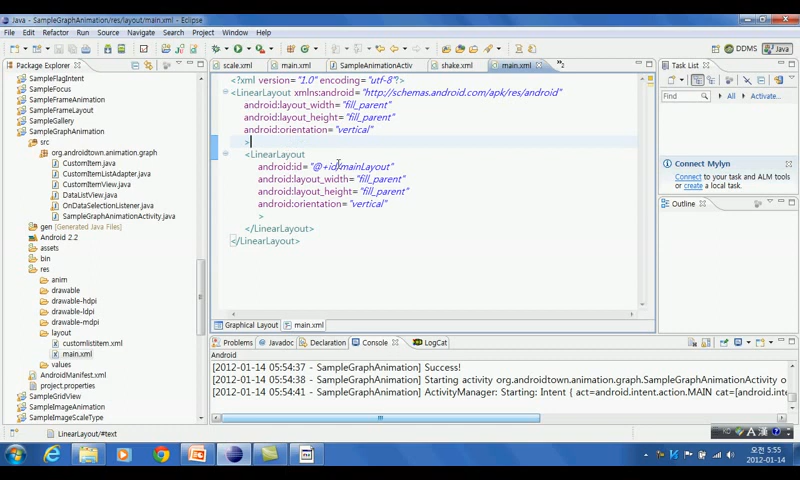 Java - SampleGraphAnimation/res/layout/main.xml - Eclipse
File Edit Refactor Run Source Navigate Search Project Window Help
DDMS Java
Package Explorer
SampleFlagIntent
SampleFocus
SampleFrameAnimation
SampleFrameLayout
SampleGallery
SampleGraphAnimation
src
org.androidtown.animation.graph
CustomItem.java
CustomItemListAdapter.java
CustomItemView.java
DataListView.java
OnDataSelectionListener.java
SampleGraphAnimationActivity.java
gen [Generated Java Files]
Android 2.2
assets
bin
res
anim
drawable
drawable-hdpi
drawable-ldpi
drawable-mdpi
layout
customlistitem.xml
main.xml
values
AndroidManifest.xml
project.properties
SampleGridView
SampleImageAnimation
SampleImageScaleType
scale.xml main.xml SampleAnimationActiv shake.xml main.xml
<?xml version="1.0" encoding="utf-8"?>
<LinearLayout xmlns:android="http://schemas.android.com/apk/res/android"
android:layout_width="fill_parent"
android:layout_height="fill_parent"
android:orientation="vertical"
>
<LinearLayout
android:id="@+id/mainLayout"
android:layout_width="fill_parent"
android:layout_height="fill_parent"
android:orientation="vertical"
>
</LinearLayout>
</LinearLayout>
Graphical Layout main.xml
Task List
Find All Activate...
Connect Mylyn
Connect to your task and ALM tools or create a local task.
Outline
Problems Javadoc Declaration Console LogCat
Android
[2012-01-14 05:54:37 - SampleGraphAnimation] Success!
[2012-01-14 05:54:38 - SampleGraphAnimation] Starting activity org.androidtown.animation.graph.SampleGraphAnimationActivity o
[2012-01-14 05:54:41 - SampleGraphAnimation] ActivityManager: Starting: Intent { act=android.intent.action.MAIN cat=[android.inte
LinearLayout/#text
A 漢
오전 5:55
2012-01-14